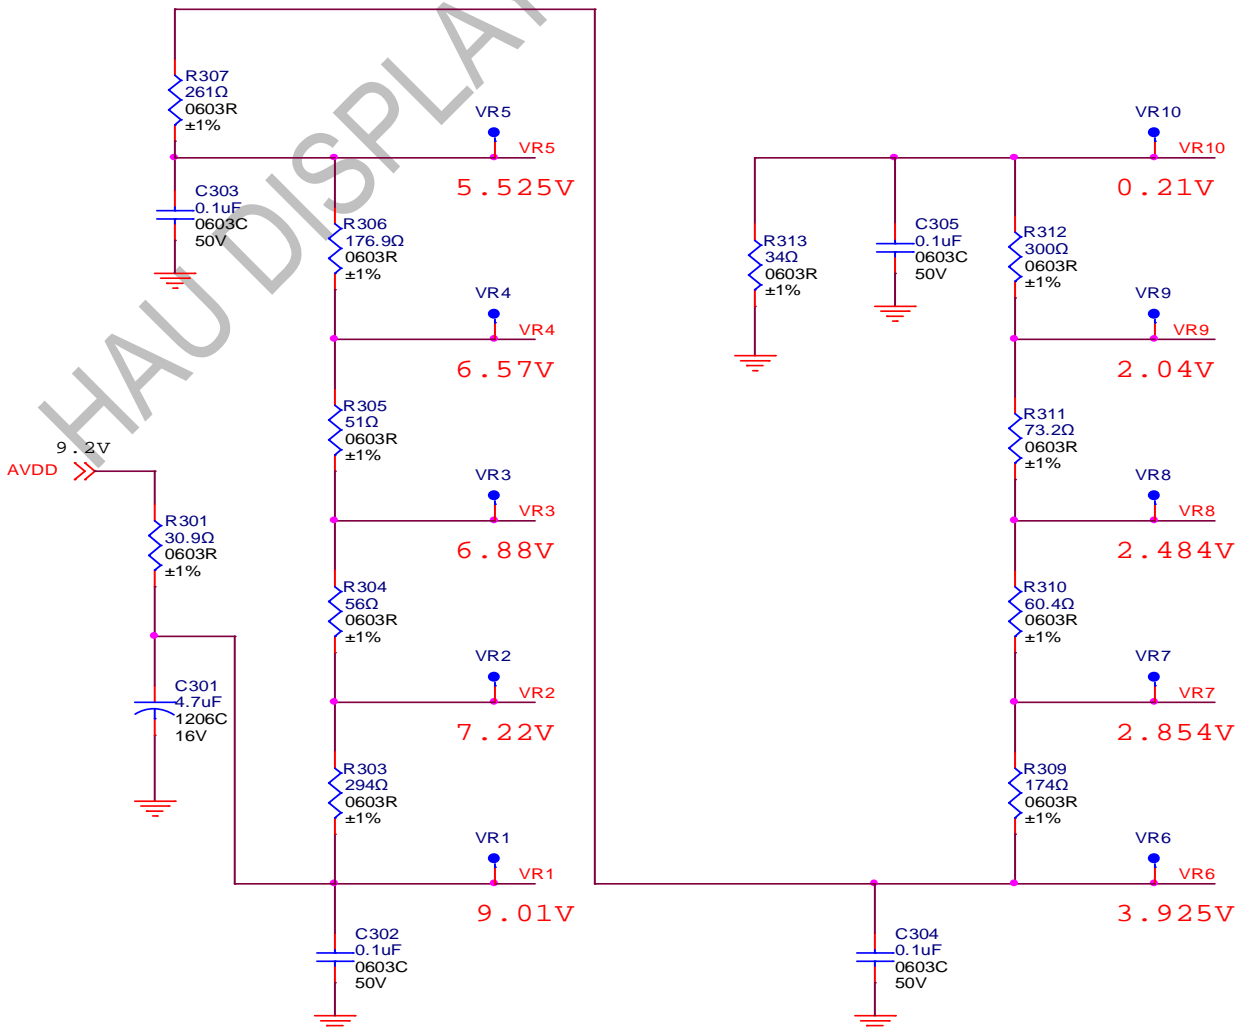 HAU DISPLAY
R307
261Ω
0603R
±1%
C303
0.1uF
0603C
50V
VR5
VR5
5.525V
R306
176.9Ω
0603R
±1%
VR4
VR4
6.57V
R305
51Ω
0603R
±1%
9.2V
AVDD
R301
30.9Ω
0603R
±1%
VR3
VR3
6.88V
R304
56Ω
0603R
±1%
C301
4.7uF
1206C
16V
VR2
VR2
7.22V
R303
294Ω
0603R
±1%
VR1
VR1
9.01V
C302
0.1uF
0603C
50V
VR10
VR10
0.21V
R313
34Ω
0603R
±1%
C305
0.1uF
0603C
50V
R312
300Ω
0603R
±1%
VR9
VR9
2.04V
R311
73.2Ω
0603R
±1%
VR8
VR8
2.484V
R310
60.4Ω
0603R
±1%
VR7
VR7
2.854V
R309
174Ω
0603R
±1%
VR6
VR6
3.925V
C304
0.1uF
0603C
50V